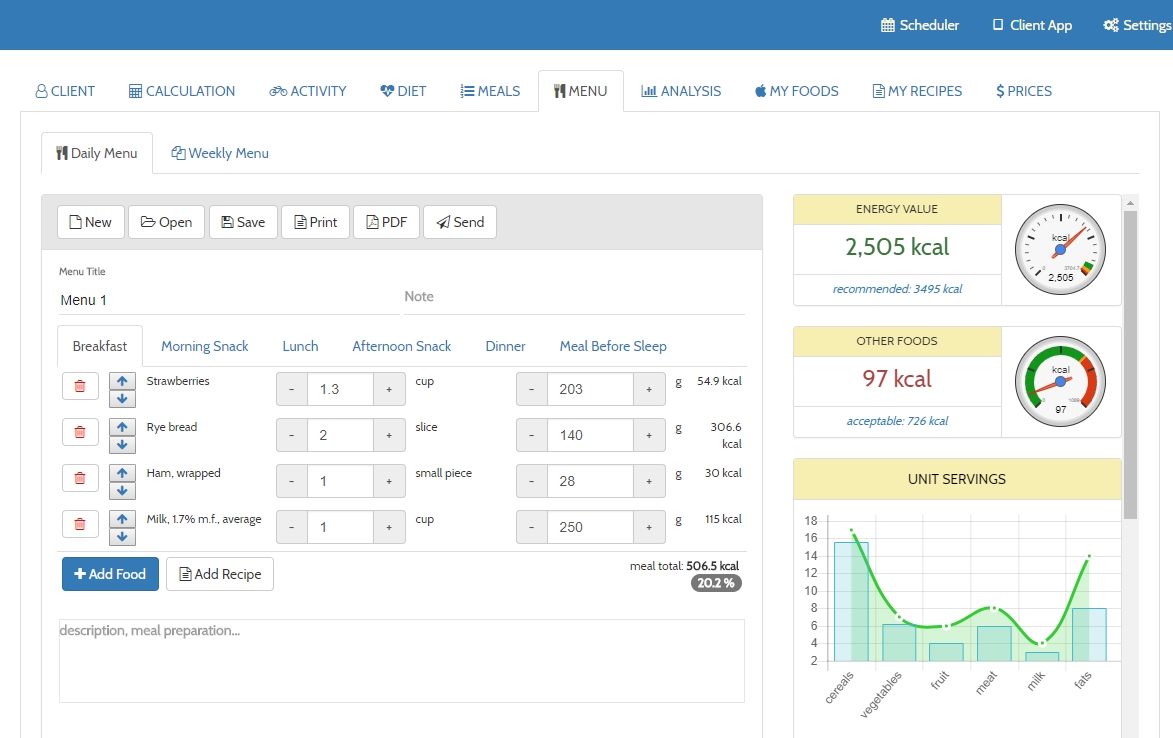 Scheduler Client App Settings
CLIENT CALCULATION ACTIVITY DIET MEALS MENU ANALYSIS MY FOODS MY RECIPES $ PRICES
Daily Menu Weekly Menu
New Open Save Print PDF Send
Menu Title
Menu 1
Note
Breakfast Morning Snack Lunch Afternoon Snack Dinner Meal Before Sleep
Strawberries - 1.3 + cup - 203 + g 54.9 kcal
Rye bread - 2 + slice - 140 + g 306.6
kcal
Ham, wrapped - 1 + small piece - 28 + g 30 kcal
Milk, 1.7% m.f., average - 1 + cup - 250 + g 115 kcal
+ Add Food Add Recipe
meal total: 506.5 kcal
20.2 %
description, meal preparation...
ENERGY VALUE
2,505 kcal
recommended: 3495 kcal
kcal
0
2,505
OTHER FOODS
97 kcal
acceptable: 726 kcal
kcal
0
97
UNIT SERVINGS
18
16
14
12
10
8
6
4
2
cereals vegetables fruit meat milk fats